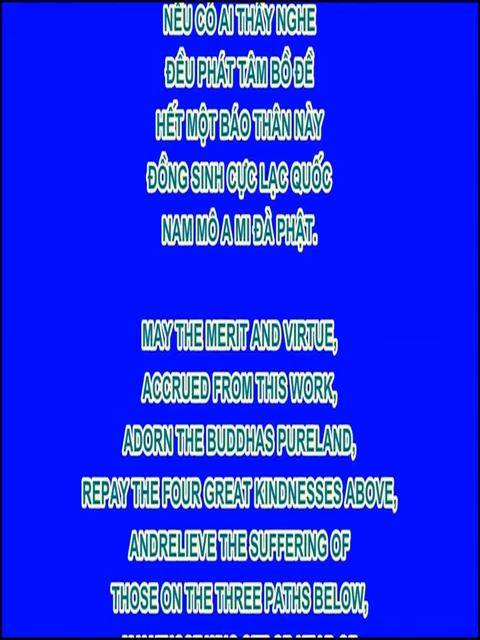 NẾU CÓ AI THẤY NGHE
ĐỀU PHÁT TÂM BỒ ĐỀ
HẾT MỘT BÁO THÂN NÀY
ĐỒNG SINH CỰC LẠC QUỐC
NAM MÔ A MI ĐÀ PHẬT.
MAY THE MERIT AND VIRTUE,
ACCRUED FROM THIS WORK,
ADORN THE BUDDHAS PURELAND,
REPAY THE FOUR GREAT KINDNESSES ABOVE,
ANDRELIEVE THE SUFFERING OF
THOSE ON THE THREE PATHS BELOW,